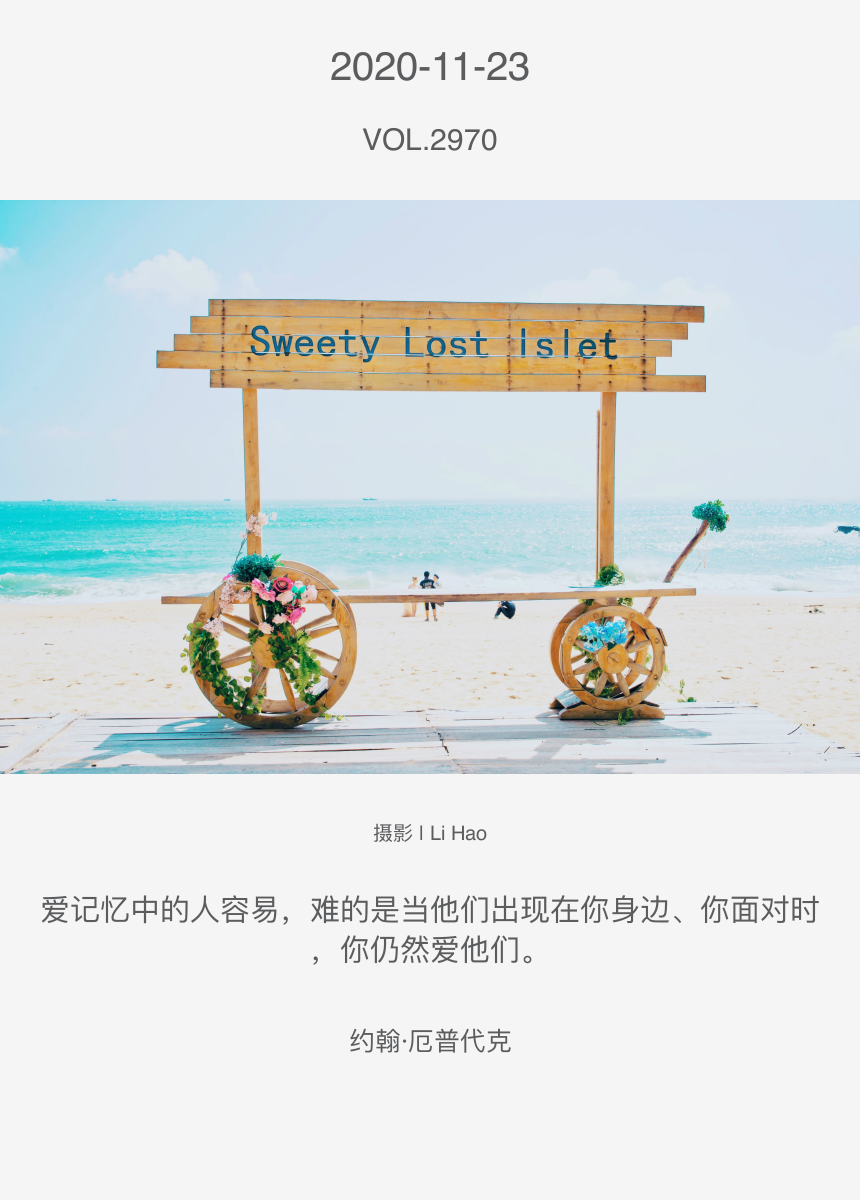 2020-11-23
VOL.2970
Sweety Lost Islet
摄影 | Li Hao
爱记忆中的人容易，难的是当他们出现在你身边、你面对时
，你仍然爱他们。
约翰·厄普代克